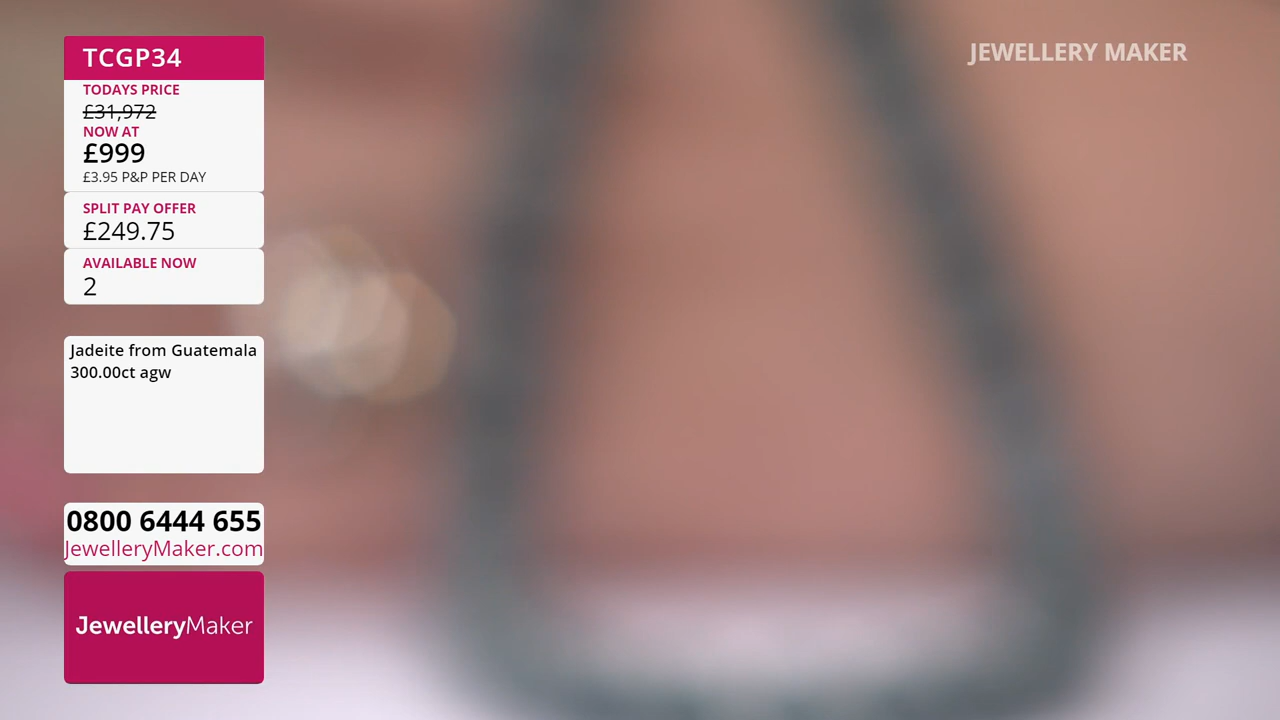 TCGP34
TODAYS PRICE
£31,972
NOW AT
£999
£3.95 P&P PER DAY
SPLIT PAY OFFER
£249.75
AVAILABLE NOW
2
Jadeite from Guatemala
300.00ct agw
0800 6444 655
JewelleryMaker.com
JewelleryMaker
JEWELLERY MAKER